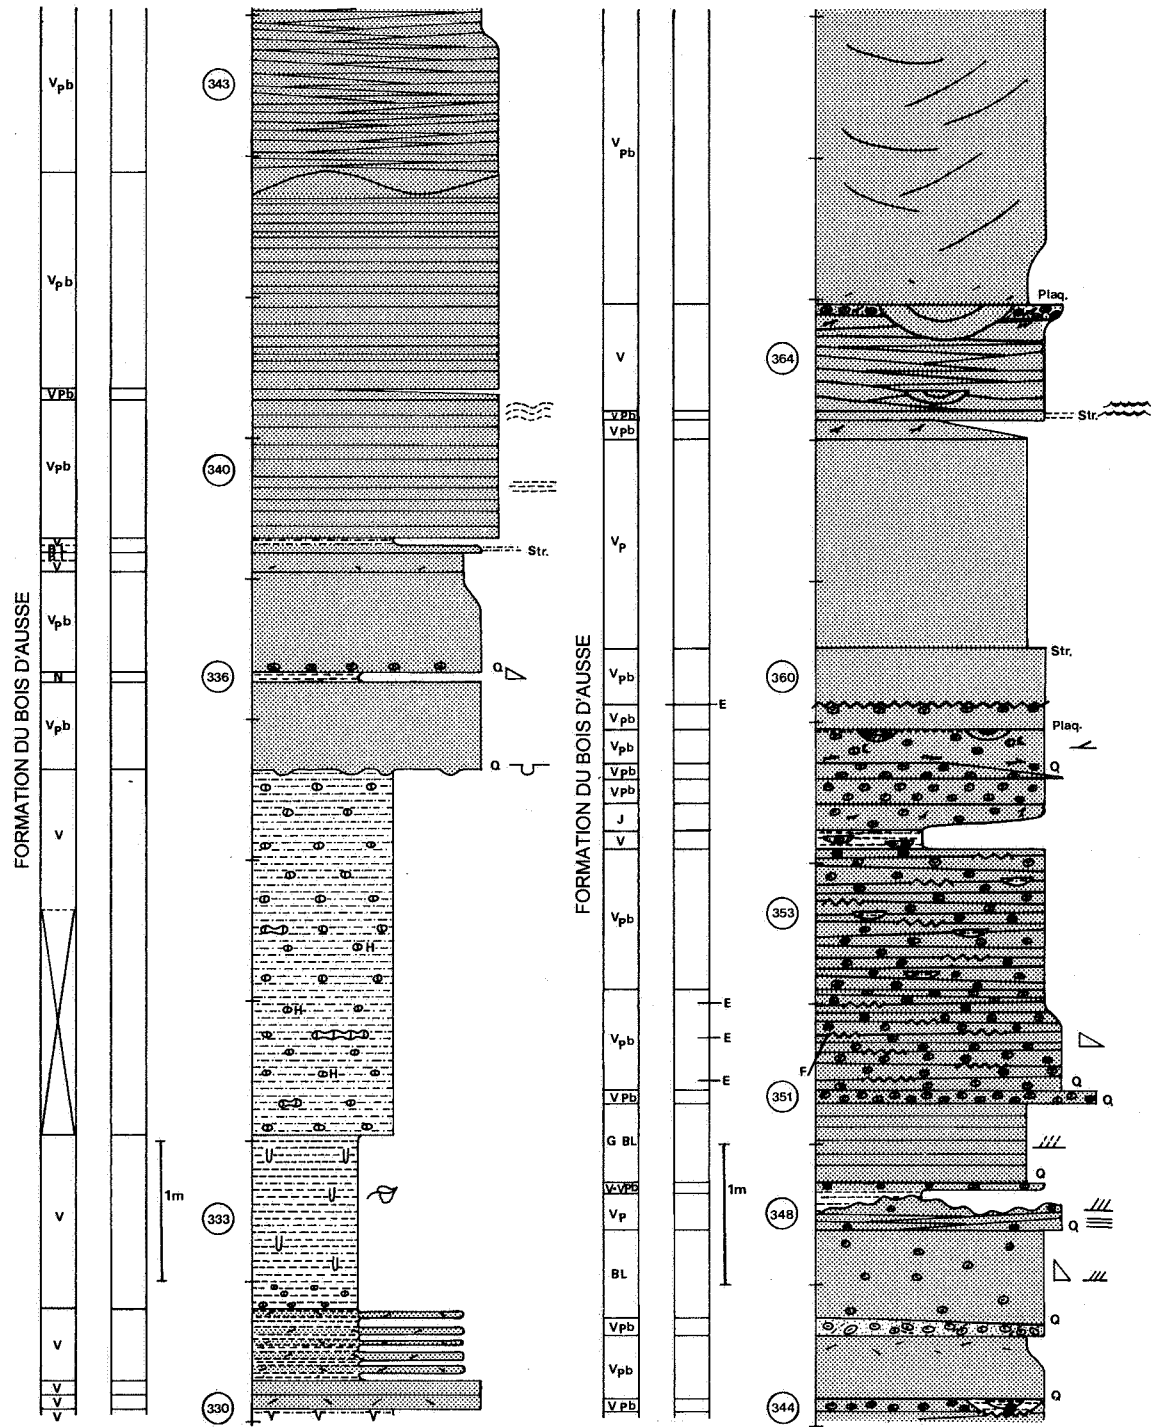 FORMATION DU BOIS D'AUSSE
Vpb
Vpb
VPb
Vpb
V
BL
V
Vpb
N
Vpb
V
V
V
V
V
V
343
340
336
333
330
1m
Str.
Q
Q
H
H
H
FORMATION DU BOIS D'AUSSE
Vpb
V
VPb
VPb
Vp
Vpb
Vpb
Vpb
VPb
VPb
J
V
Vpb
Vpb
VPb
G BL
V-VPb
Vp
BL
VPb
Vpb
VPb
E
E
E
E
1m
364
360
353
351
348
344
F
Plaq.
Str.
Str.
Plaq.
Q
Q
Q
Q
Q
Q
Q